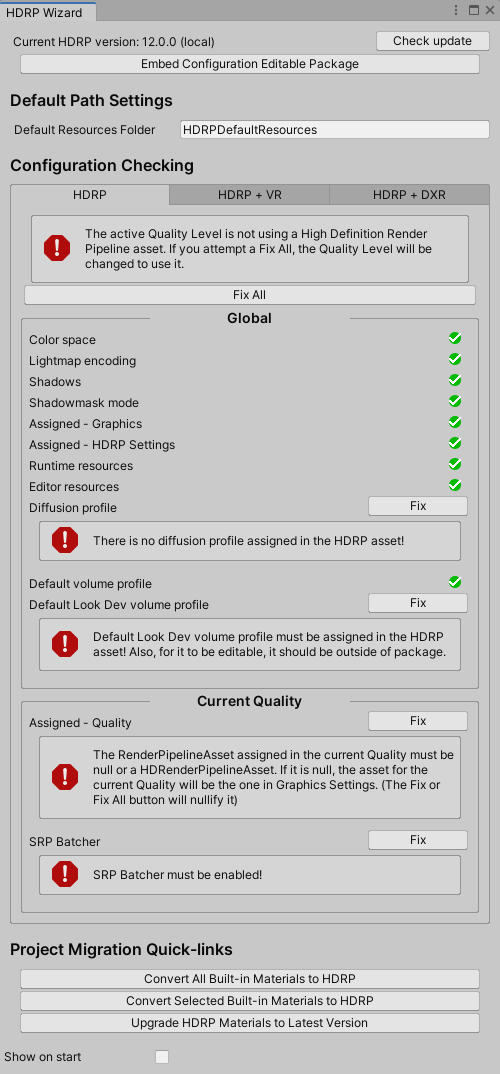 HDRP Wizard
Current HDRP version: 12.0.0 (local)
Check update
Embed Configuration Editable Package
Default Path Settings
Default Resources Folder
HDRPDefaultResources
Configuration Checking
HDRP
HDRP + VR
HDRP + DXR
The active Quality Level is not using a High Definition Render
Pipeline asset. If you attempt a Fix All, the Quality Level will be
changed to use it.
Fix All
Global
Color space
Lightmap encoding
Shadows
Shadowmask mode
Assigned - Graphics
Assigned - HDRP Settings
Runtime resources
Editor resources
Diffusion profile
Fix
There is no diffusion profile assigned in the HDRP asset!
Default volume profile
Default Look Dev volume profile
Fix
Default Look Dev volume profile must be assigned in the HDRP
asset! Also, for it to be editable, it should be outside of package.
Current Quality
Assigned - Quality
Fix
The RenderPipelineAsset assigned in the current Quality must be
null or a HDRenderPipelineAsset. If it is null, the asset for the
current Quality will be the one in Graphics Settings. (The Fix or
Fix All button will nullify it)
SRP Batcher
Fix
SRP Batcher must be enabled!
Project Migration Quick-links
Convert All Built-in Materials to HDRP
Convert Selected Built-in Materials to HDRP
Upgrade HDRP Materials to Latest Version
Show on start